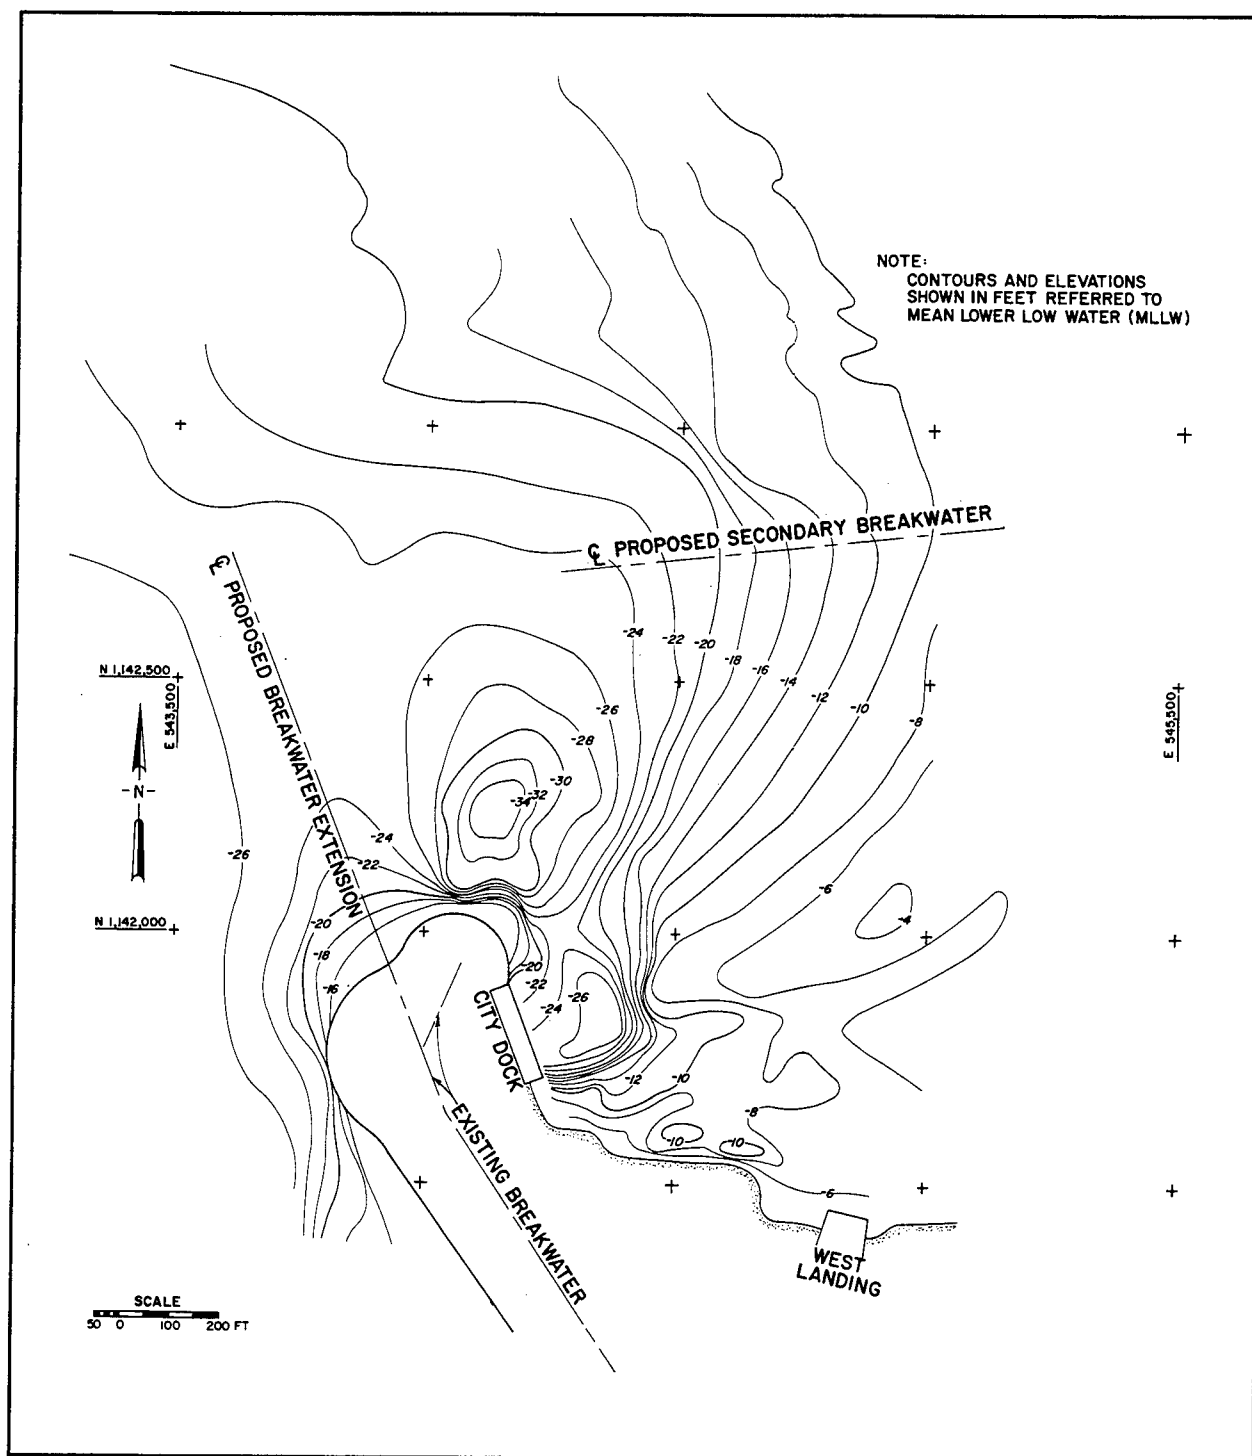 NOTE:
CONTOURS AND ELEVATIONS
SHOWN IN FEET REFERRED TO
MEAN LOWER LOW WATER (MLLW)
℄ PROPOSED SECONDARY BREAKWATER
℄ PROPOSED BREAKWATER EXTENSION
-24
-22
-20
-18
-16
-14
-12
-10
-8
N 1,142,500
E 543,500
E 545,500
-N-
-26
-28
-30
-32
-34
-24
-22
-26
-6
-4
N 1,142,000
-20
-18
-16
-20
-22
-24
-26
CITY DOCK
-12
-10
-8
-10
-10
-6
EXISTING BREAKWATER
WEST
LANDING
SCALE
50 0 100 200 FT